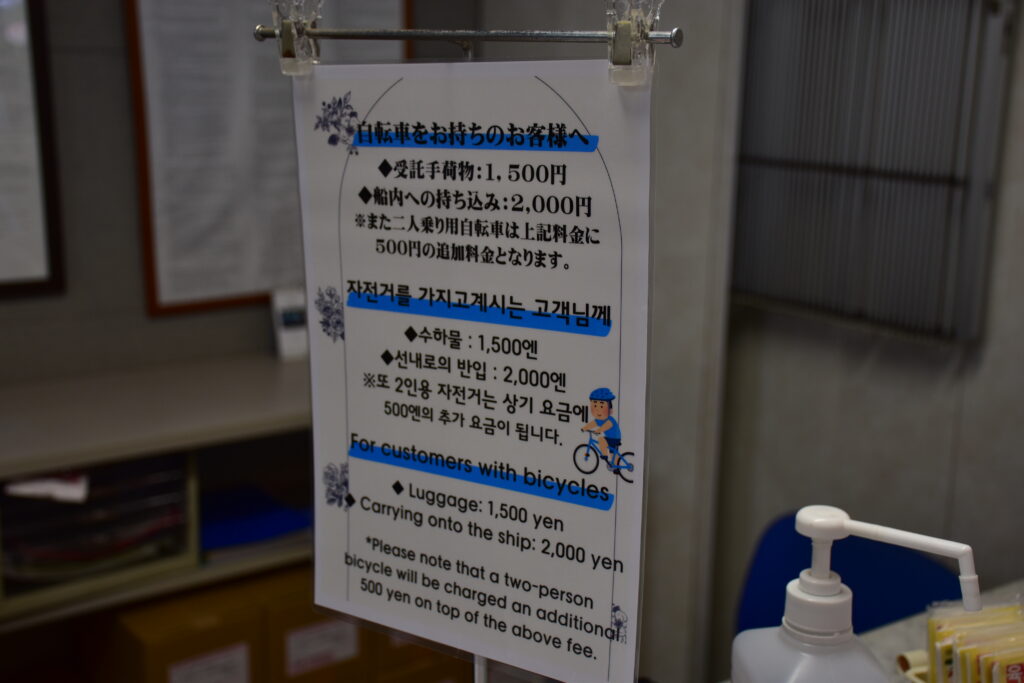 自転車をお持ちのお客様へ
◆受託手荷物：1,500円
◆船内への持ち込み：2,000円
※また二人乗り用自転車は上記料金に
500円の追加料金となります。
자전거를 가지고계시는 고객님께
◆수하물 : 1,500엔
◆선내로의 반입 : 2,000엔
※또 2인용 자전거는 상기 요금에
500엔의 추가 요금이 됩니다.
For customers with bicycles
◆ Luggage: 1,500 yen
◆ Carrying onto the ship: 2,000 yen
*Please note that a two-person
bicycle will be charged an additional
500 yen on top of the above fee.